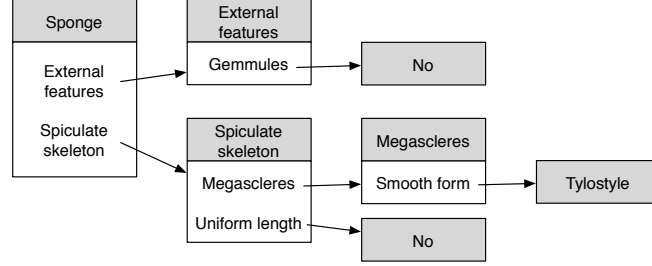 Sponge
External
features
Spiculate
skeleton
External
features
Gemmules
No
Spiculate
skeleton
Megascleres
Uniform length
Megascleres
Smooth form
No
Tylostyle